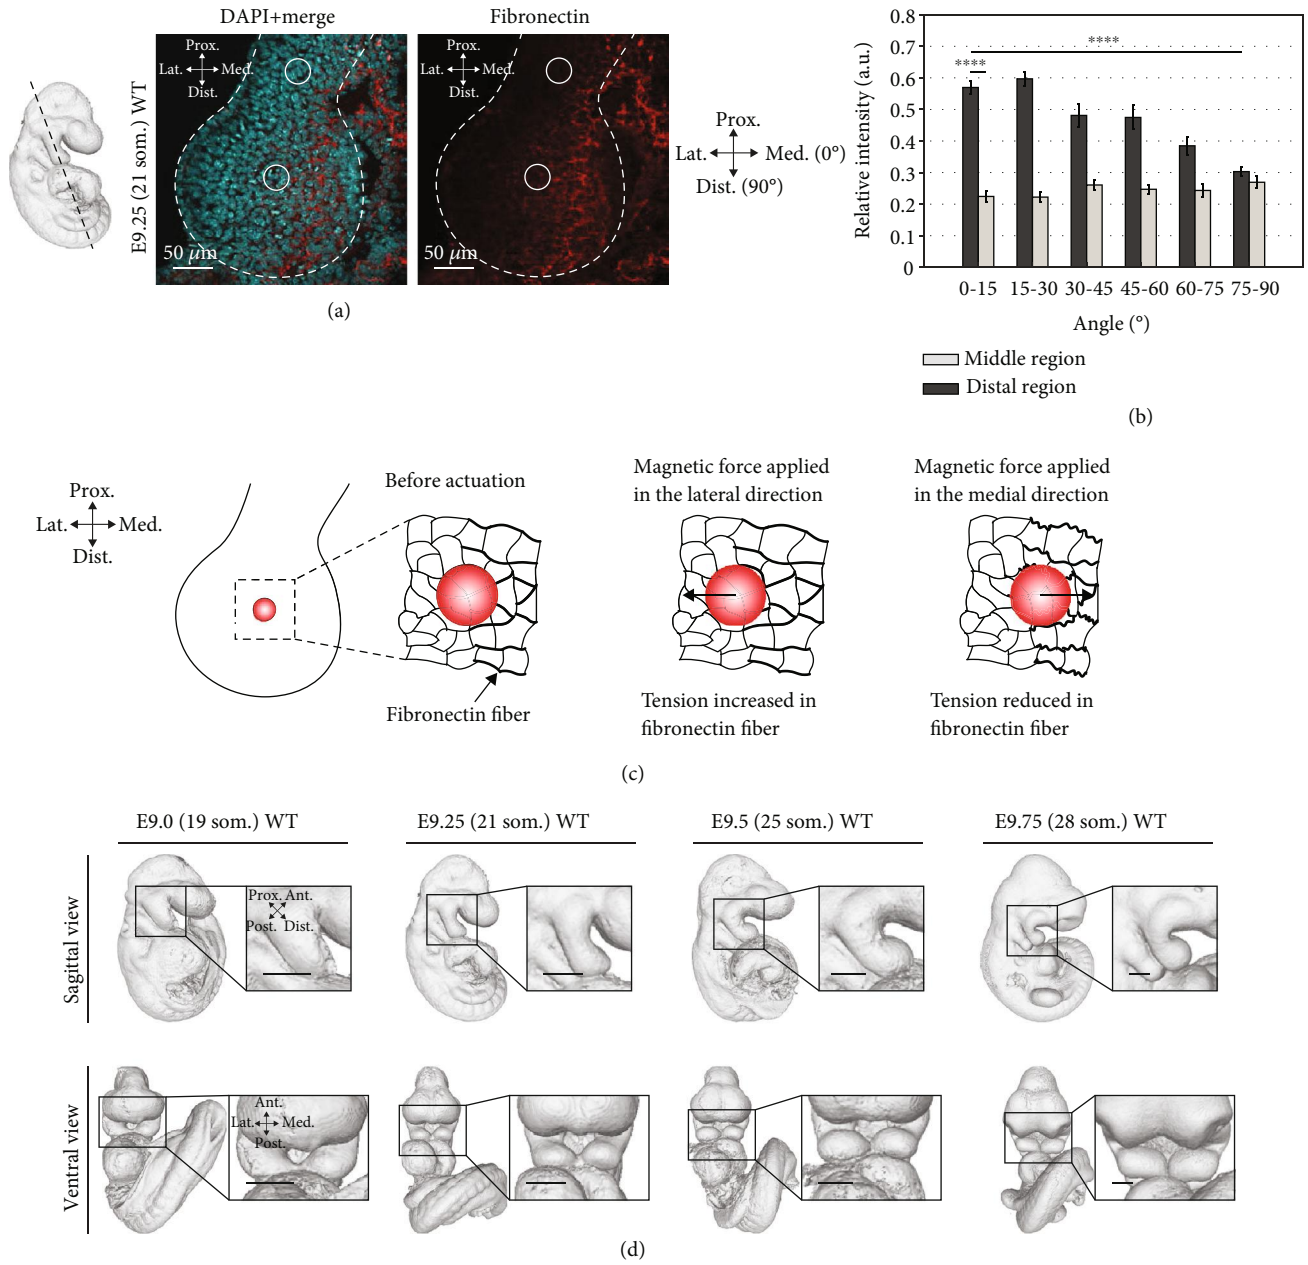 DAPI+merge
Fibronectin
E9.25 (21 som.) WT
Prox.
Lat.
Med.
Dist.
50 μm
Prox.
Lat.
Med.
Dist.
50 μm
Prox.
Lat.
Med. (0°)
Dist. (90°)
(a)
Relative intensity (a.u.)
0.8
0.7
0.6
0.5
0.4
0.3
0.2
0.1
0
****
****
0-15
15-30
30-45
45-60
60-75
75-90
Angle (°)
Middle region
Distal region
(b)
Prox.
Lat.
Med.
Dist.
Before actuation
Fibronectin fiber
Magnetic force applied
in the lateral direction
Tension increased in
fibronectin fiber
Magnetic force applied
in the medial direction
Tension reduced in
fibronectin fiber
(c)
E9.0 (19 som.) WT
E9.25 (21 som.) WT
E9.5 (25 som.) WT
E9.75 (28 som.) WT
Sagittal view
Prox. Ant.
Post. Dist.
Ventral view
Ant.
Lat.
Med.
Post.
(d)